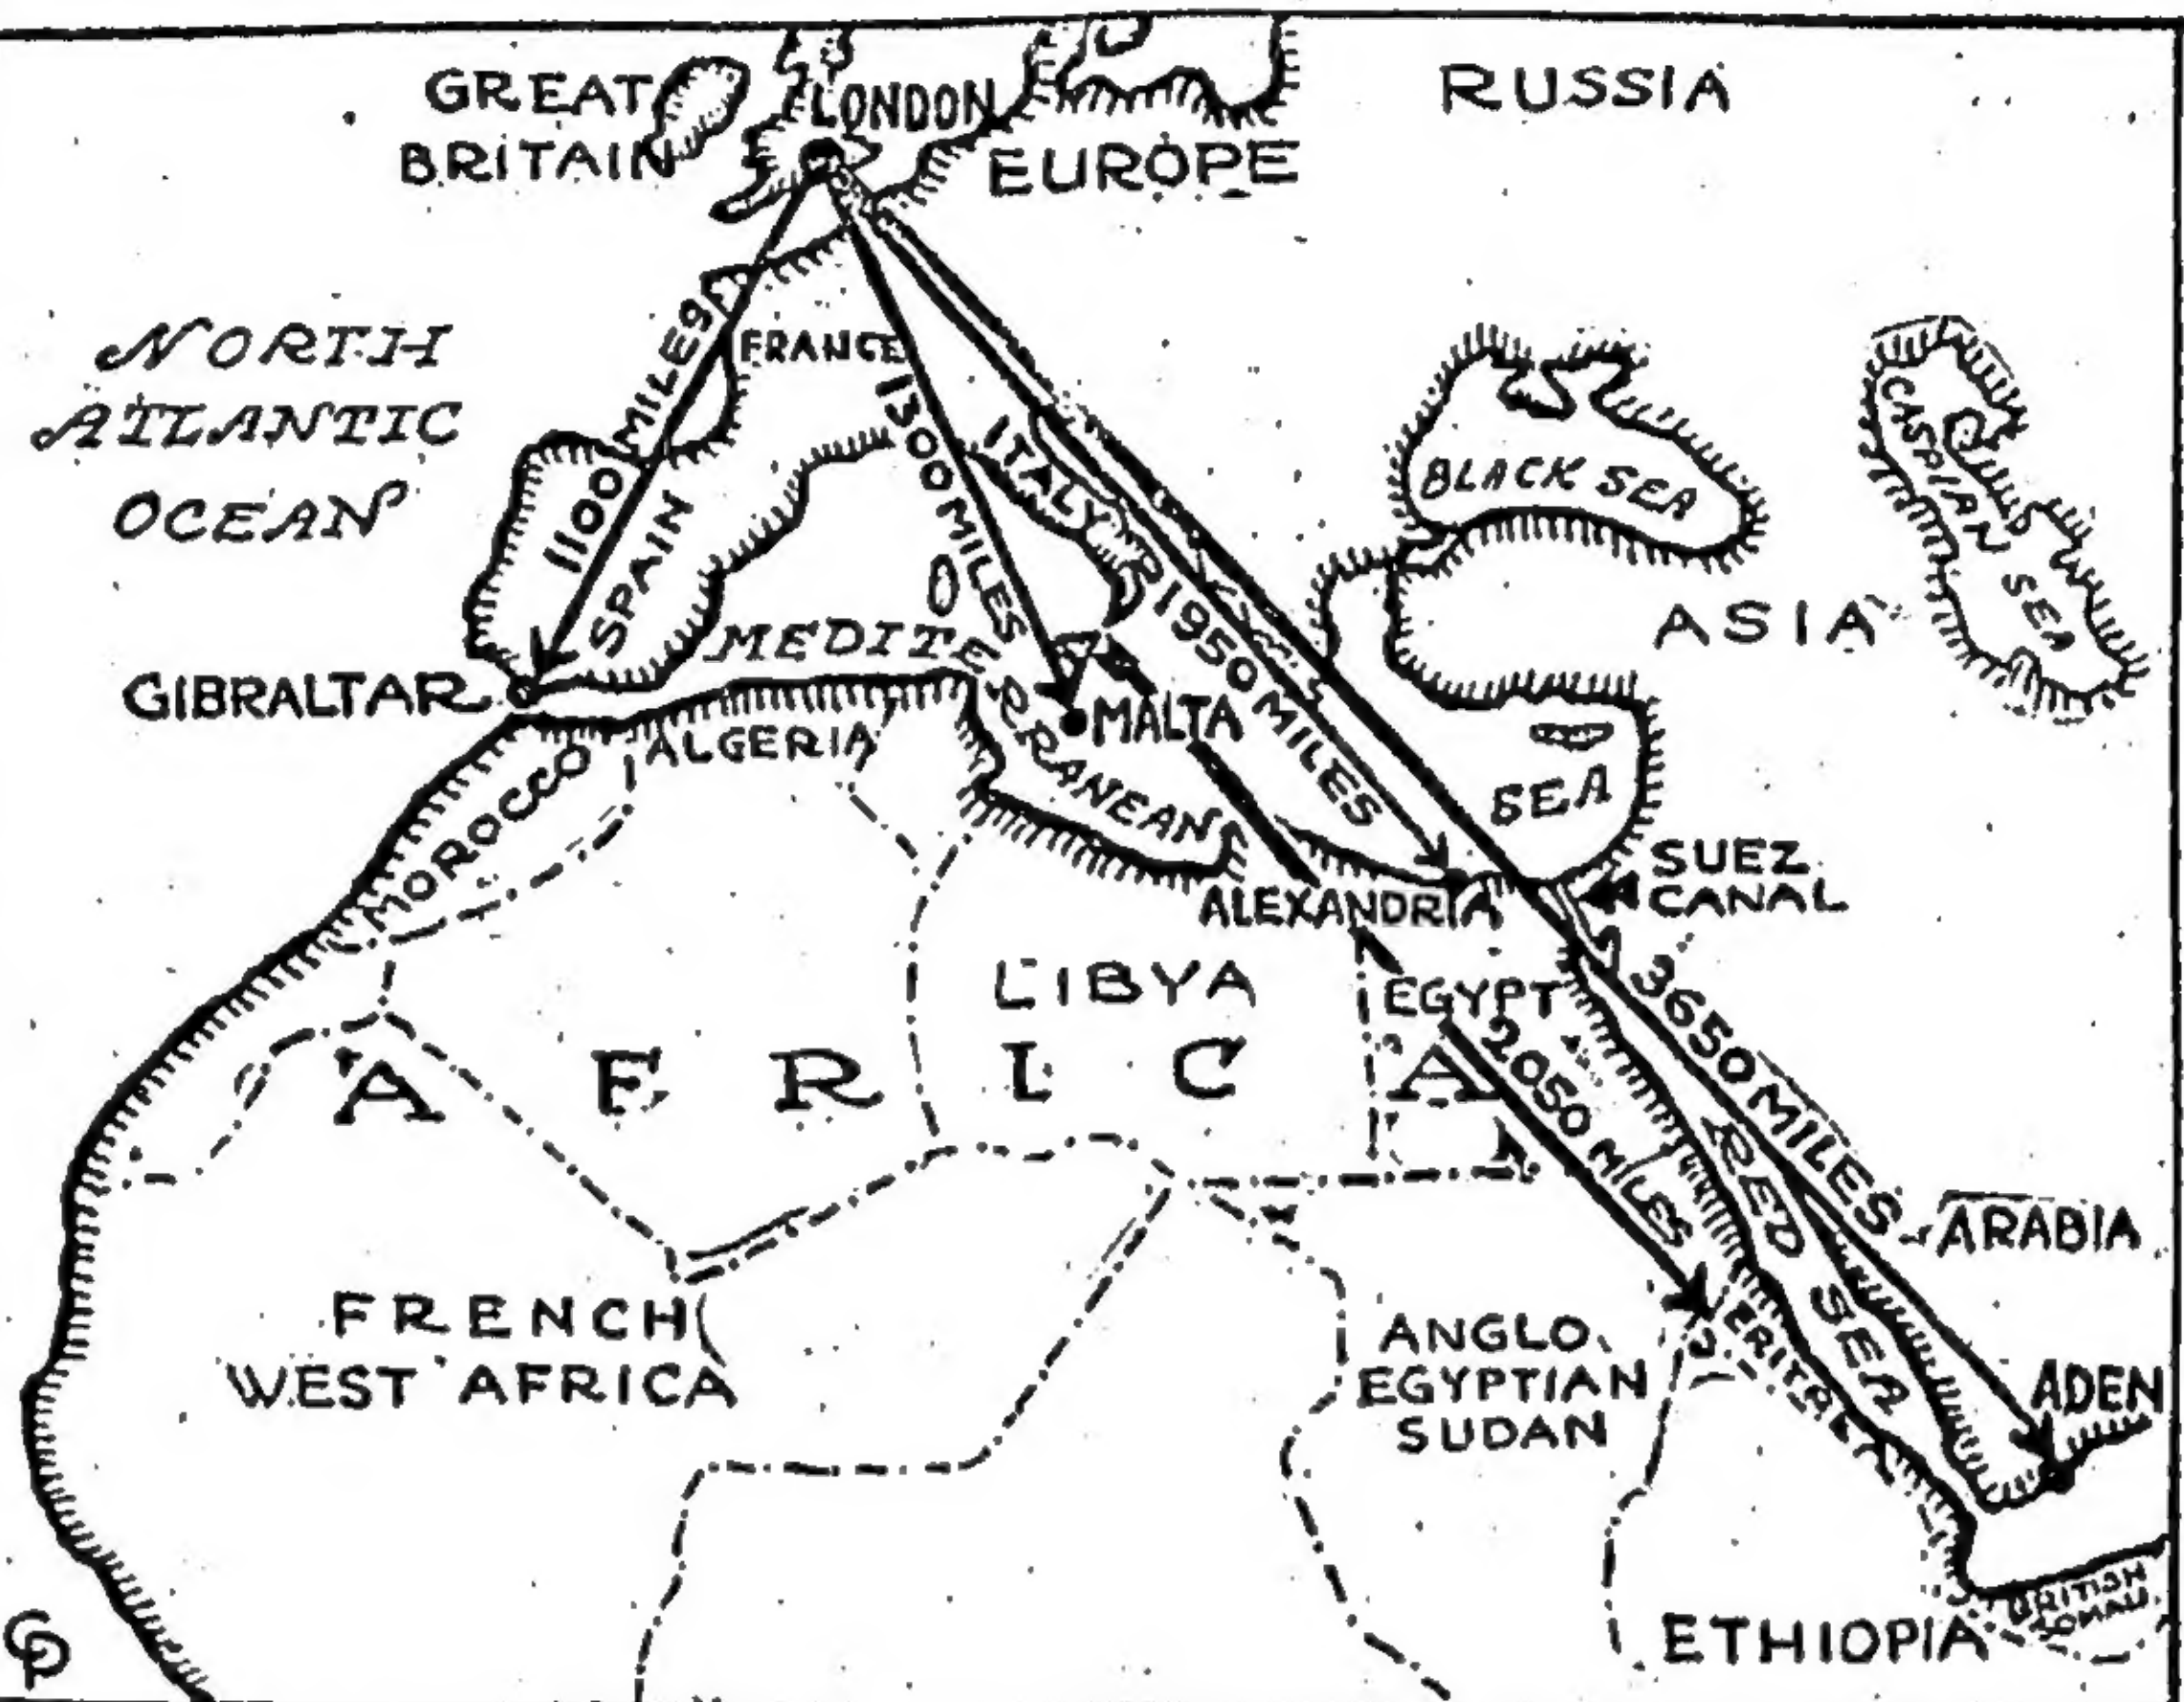 GREAT
BRITAIN
LONDON
EUROPE
RUSSIA
NORTH
ATLANTIC
OCEAN
1100 MILES
FRANCE
1300 MILES
ITALY
1950 MILES
BLACK SEA
CASPIAN SEA
SPAIN
ASIA
GIBRALTAR
MEDITERRANEAN
SEA
MALTA
ALGERIA
MOROCCO
SUEZ
CANAL
ALEXANDRIA
LIBYA
EGYPT
3650 MILES
AFRICA
2050 MILES
RED SEA
ARABIA
FRENCH
WEST AFRICA
ANGLO
EGYPTIAN
SUDAN
ERITREA
ADEN
ETHIOPIA
BRITISH
SOMALI
CP